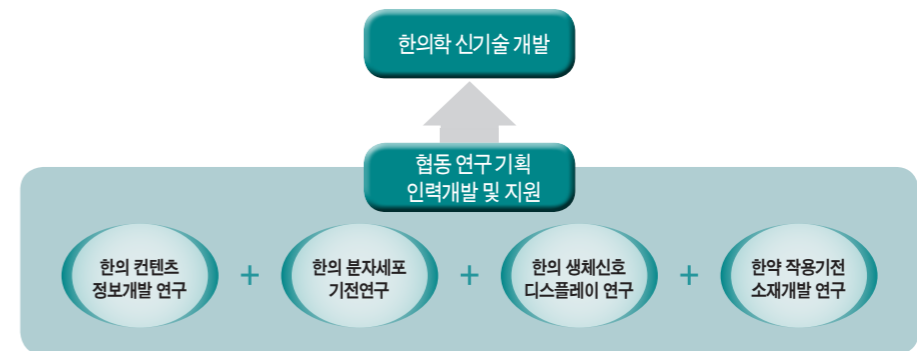 한의학 신기술 개발
협동 연구 기획
인력개발 및 지원
한의 컨텐츠
정보개발 연구
+
한의 분자세포
기전연구
+
한의 생체신호
디스플레이 연구
+
한약 작용기전
소재개발 연구